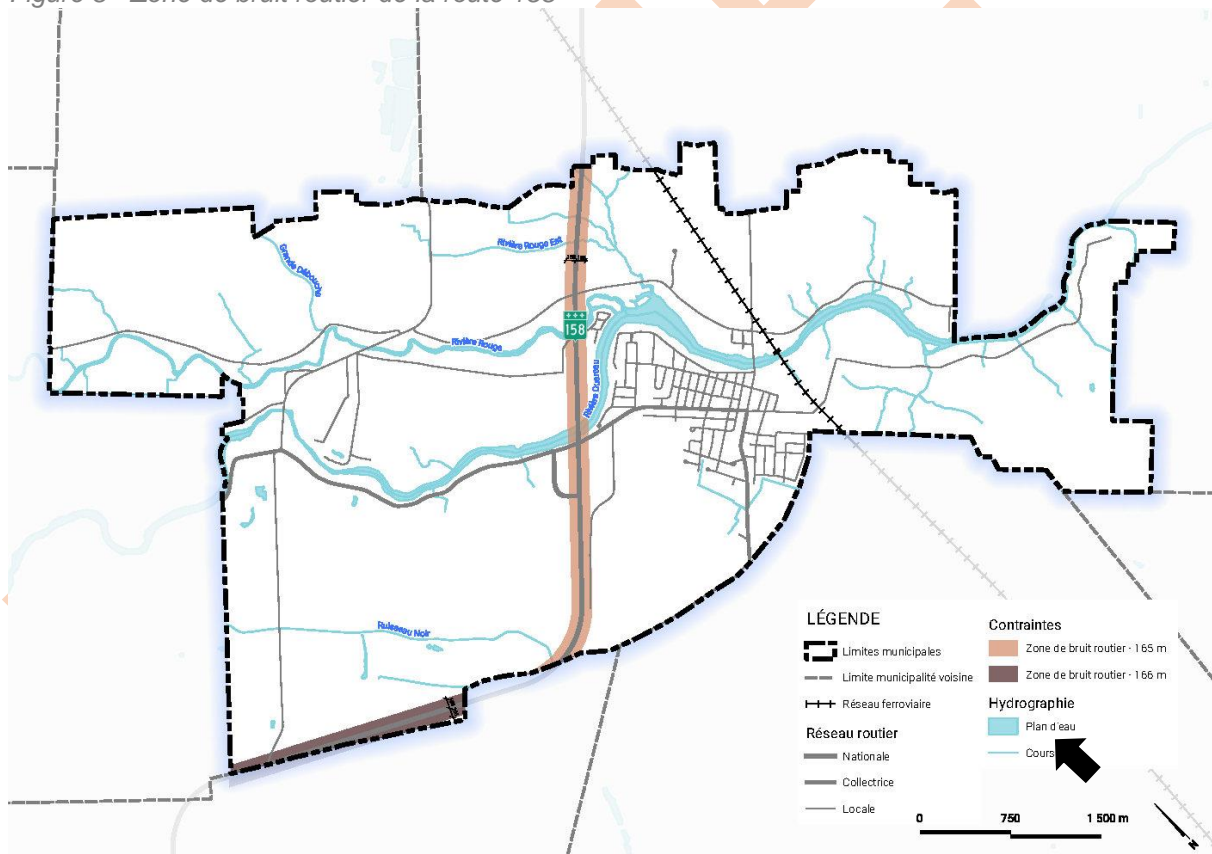 Figure 8 - Zone de bruit routier de la route 158
Rivière Rouge Est
Grande Débouche
158
Rivière Rouge
Rivière Ouareau
Ruisseau Noir
LÉGENDE
Limites municipales
Limite municipalité voisine
Réseau ferroviaire
Réseau routier
Nationale
Collectrice
Locale
Contraintes
Zone de bruit routier - 165 m
Zone de bruit routier - 166 m
Hydrographie
Plan d'eau
Cours
0 750 1 500 m
N